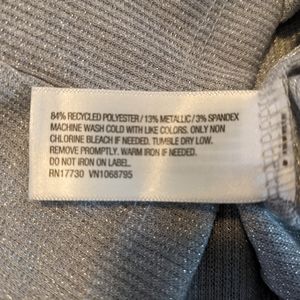 84% RECYCLED POLYESTER / 13% METALLIC / 3% SPANDEX
MACHINE WASH COLD WITH LIKE COLORS. ONLY NON
CHLORINE BLEACH IF NEEDED. TUMBLE DRY LOW.
REMOVE PROMPTLY. WARM IRON IF NEEDED.
DO NOT IRON ON LABEL.
RN17730 VN1068795